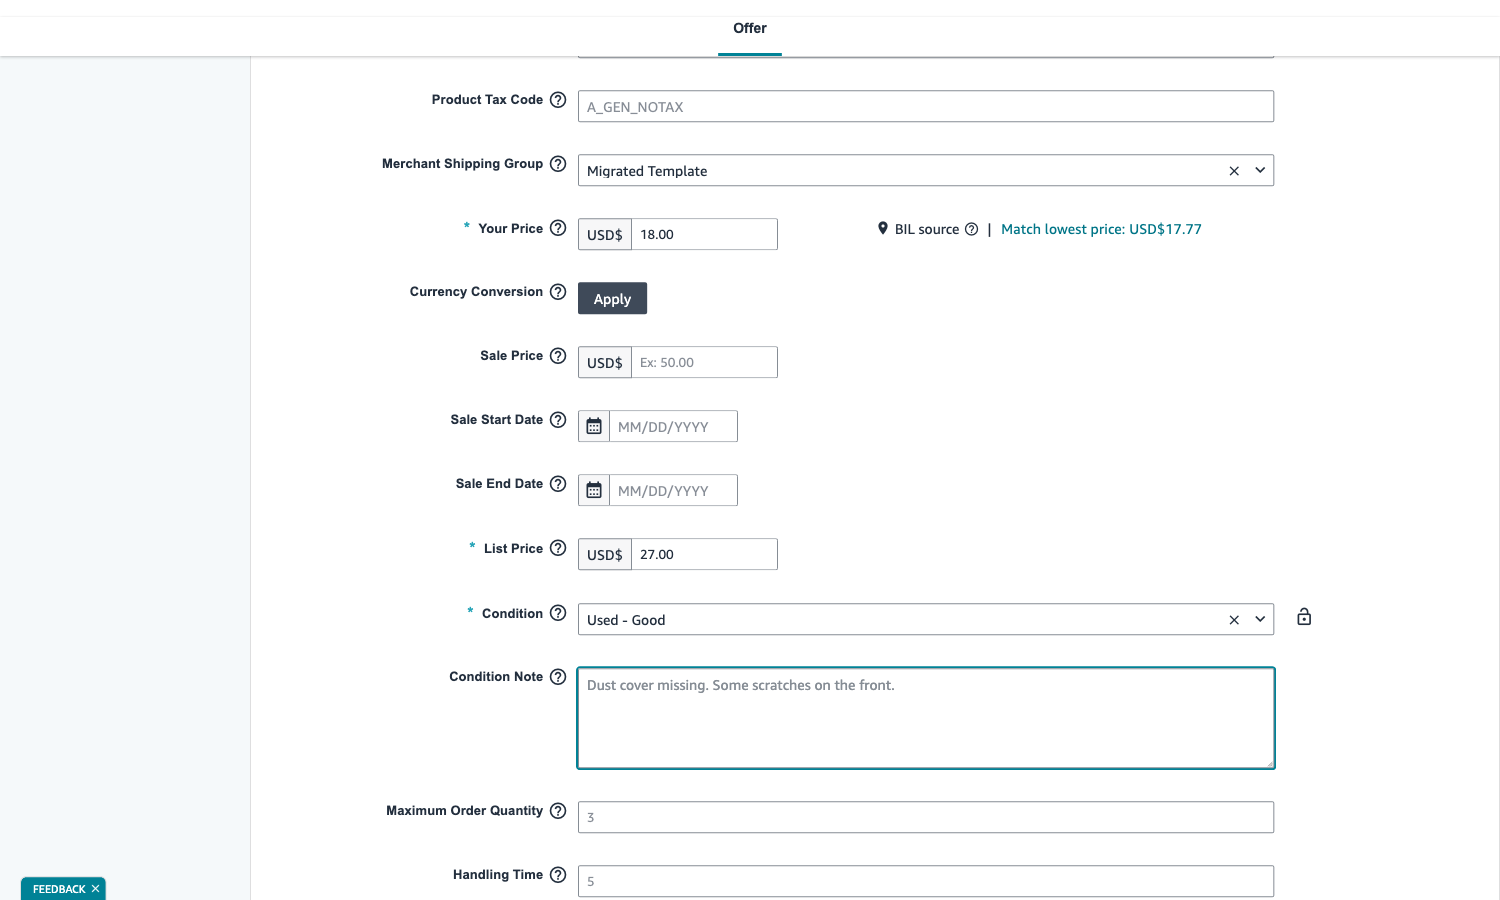 Offer
Product Tax Code
A_GEN_NOTAX
Merchant Shipping Group
Migrated Template
* Your Price
USD$ 18.00
BIL source | Match lowest price: USD$17.77
Currency Conversion
Apply
Sale Price
USD$ Ex: 50.00
Sale Start Date
MM/DD/YYYY
Sale End Date
MM/DD/YYYY
* List Price
USD$ 27.00
* Condition
Used - Good
Condition Note
Dust cover missing. Some scratches on the front.
Maximum Order Quantity
3
Handling Time
5
FEEDBACK